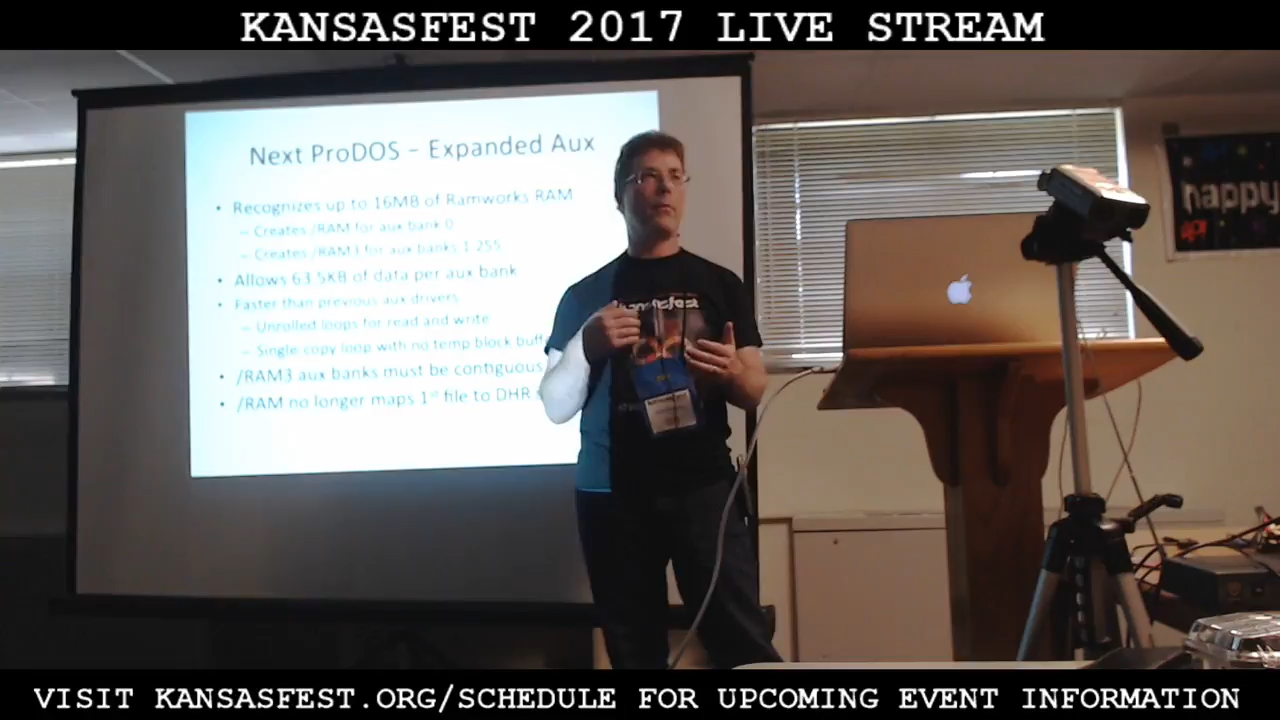 KANSASFEST 2017 LIVE STREAM
Next ProDOS – Expanded Aux
• Recognizes up to 16MB of Ramworks RAM
– Creates /RAM for aux bank 0
– Creates /RAM3 for aux banks 1-255
• Allows 63.5KB of data per aux bank
• Faster than previous aux drivers
– Unrolled loops for read and write
– Single copy loop with no temp block buff
• /RAM3 aux banks must be contiguous
• /RAM no longer maps 1st file to DHR
happy
VISIT KANSASFEST.ORG/SCHEDULE FOR UPCOMING EVENT INFORMATION